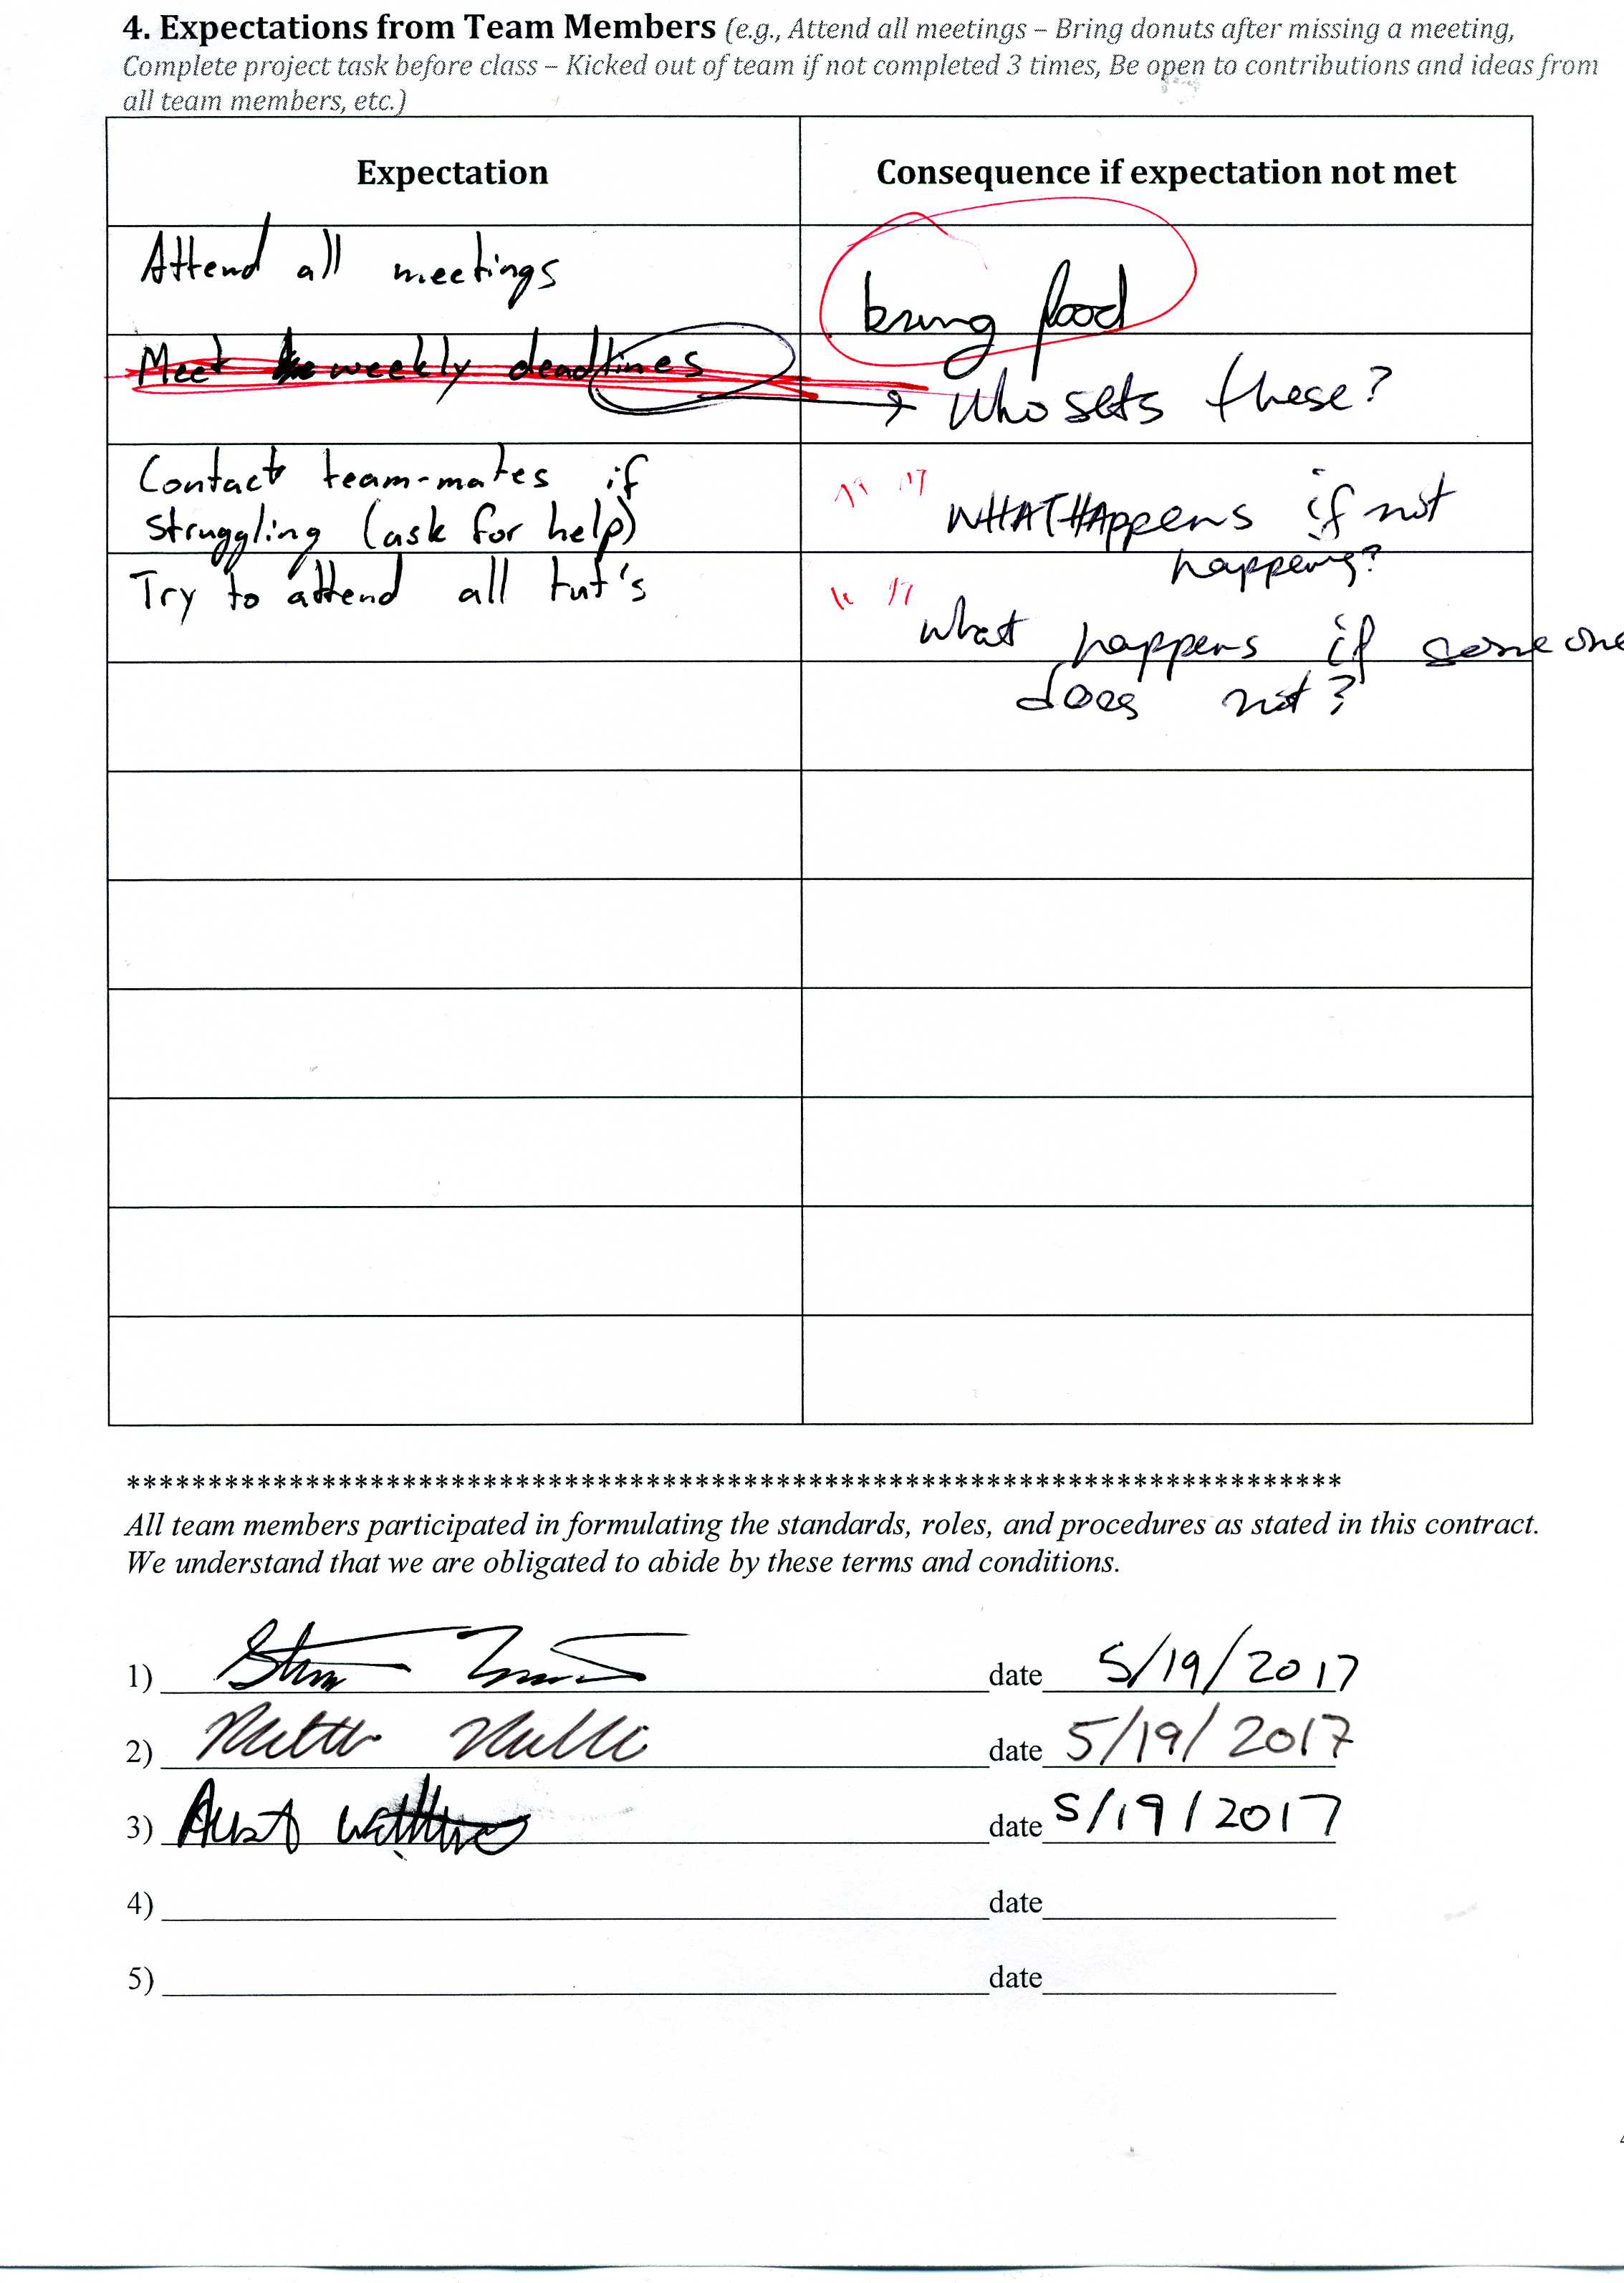 4. Expectations from Team Members (e.g., Attend all meetings – Bring donuts after missing a meeting,
Complete project task before class – Kicked out of team if not completed 3 times, Be open to contributions and ideas from
all team members, etc.)
Expectation
Consequence if expectation not met
Attend all meetings
bring food
Meet weekly deadlines
Who sets these?
Contact team-mates if
struggling (ask for help)
" "
WHAT HAppens if not
happening?
Try to attend all tut's
" "
what happens if someone
does not?
***************************************************************************
All team members participated in formulating the standards, roles, and procedures as stated in this contract.
We understand that we are obligated to abide by these terms and conditions.
1) date 5/19/2017
2) date 5/19/2017
3) date 5/19/2017
4) date
5) date